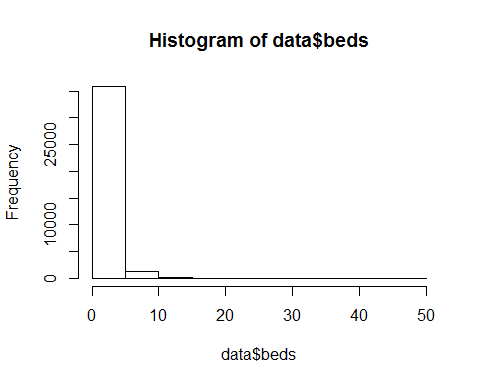 Histogram of data$beds
Frequency
25000
10000
0
0 10 20 30 40 50
data$beds